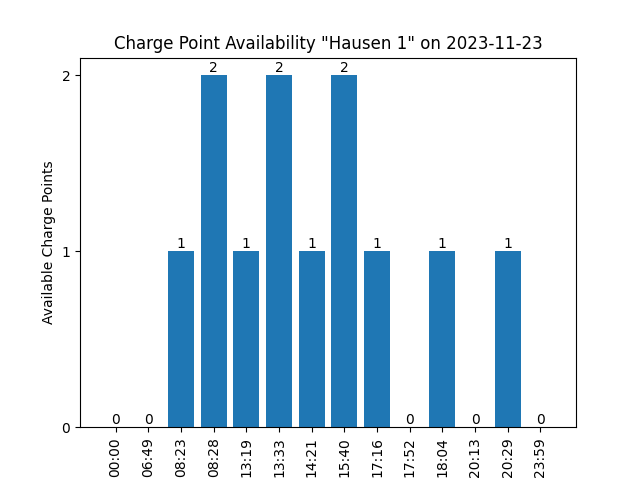 Charge Point Availability "Hausen 1" on 2023-11-23
Available Charge Points
2
1
0
0 0 1 2 1 2 1 2 1 0 1 0 1 0
00:00 06:49 08:23 08:28 13:19 13:33 14:21 15:40 17:16 17:52 18:04 20:13 20:29 23:59